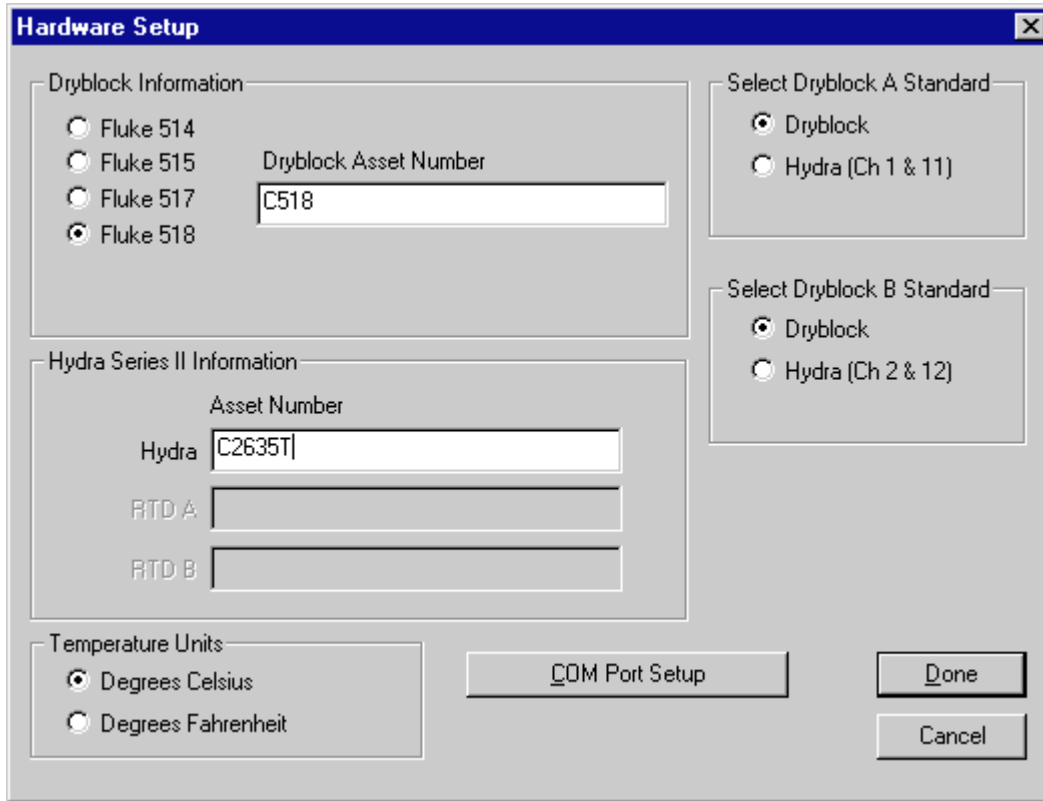 Hardware Setup
Dryblock Information
Fluke 514
Fluke 515
Fluke 517
Fluke 518
Dryblock Asset Number
C518
Select Dryblock A Standard
Dryblock
Hydra (Ch 1 & 11)
Select Dryblock B Standard
Dryblock
Hydra (Ch 2 & 12)
Hydra Series II Information
Asset Number
Hydra C2635T
RTD A
RTD B
Temperature Units
Degrees Celsius
Degrees Fahrenheit
COM Port Setup
Done
Cancel